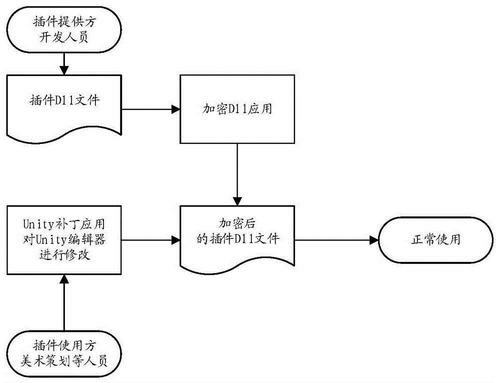 插件提供方
开发人员
插件Dll文件
加密Dll应用
Unity补丁应用
对Unity编辑器
进行修改
加密后
的插件Dll文件
正常使用
插件使用方
美术策划等人员